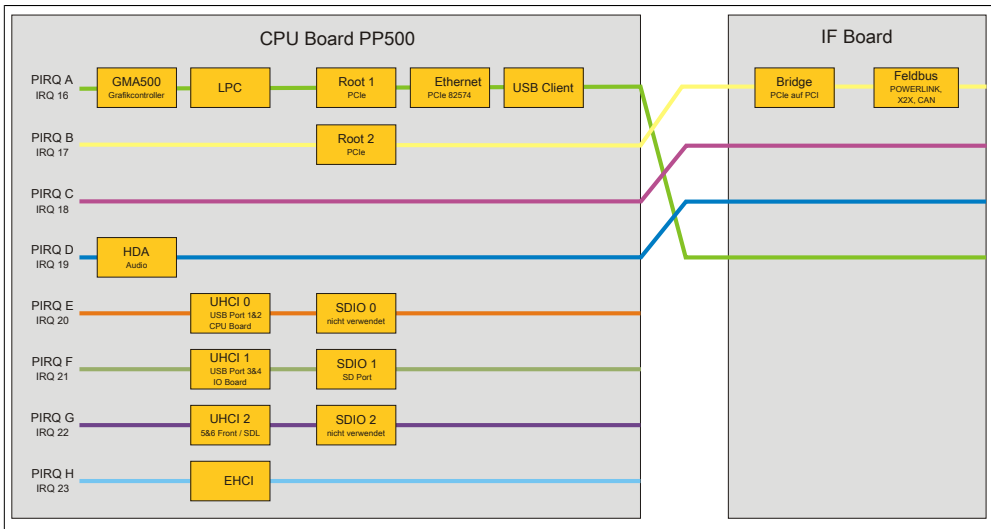 CPU Board PP500
IF Board
PIRQ A
IRQ 16
GMA500
Grafikcontroller
LPC
Root 1
PCIe
Ethernet
PCIe 82574
USB Client
Bridge
PCIe auf PCI
Feldbus
POWERLINK,
X2X, CAN
PIRQ B
IRQ 17
Root 2
PCIe
PIRQ C
IRQ 18
PIRQ D
IRQ 19
HDA
Audio
PIRQ E
IRQ 20
UHCI 0
USB Port 1&2
CPU Board
SDIO 0
nicht verwendet
PIRQ F
IRQ 21
UHCI 1
USB Port 3&4
IO Board
SDIO 1
SD Port
PIRQ G
IRQ 22
UHCI 2
5&6 Front / SDL
SDIO 2
nicht verwendet
PIRQ H
IRQ 23
EHCI